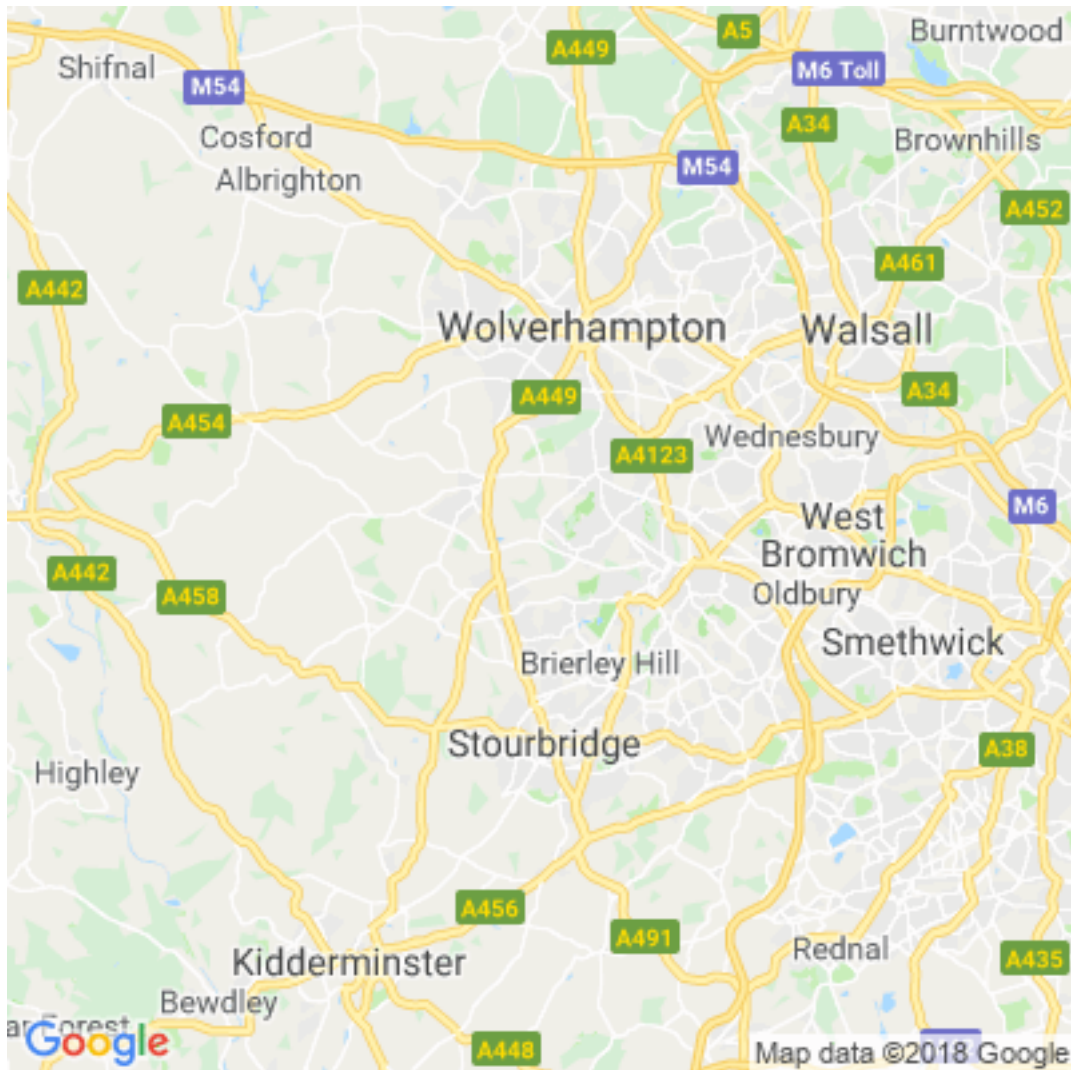 Burntwood
A5
A449
Shifnal
M6 Toll
M54
A34
Cosford
Brownhills
M54
Albrighton
A452
A461
A442
Wolverhampton
Walsall
A34
A449
A454
Wednesbury
A4123
M6
West
Bromwich
A442
Oldbury
A458
Smethwick
Brierley Hill
Stourbridge
A38
Highley
A456
A491
Rednal
A435
Kidderminster
Bewdley
Forest
Google
A448
Map data ©2018 Google